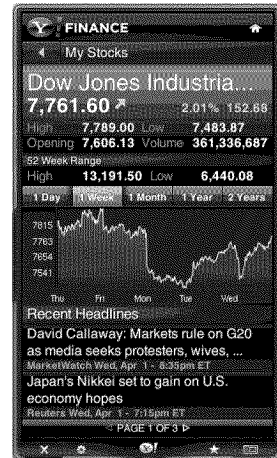 Y! FINANCE
My Stocks
Dow Jones Industria...
7,761.60 2.01% 152.68
High 7,789.00 Low 7,483.87
Opening 7,606.13 Volume 361,336,687
52 Week Range
High 13,191.50 Low 6,440.08
1 Day 1 Week 1 Month 1 Year 2 Years
7815
7763
7654
7541
Thu Fri Mon Tue Wed
Recent Headlines
David Callaway: Markets rule on G20
as media seeks protesters, wives, ...
MarketWatch Wed, Apr 1 - 6:35pm ET
Japan's Nikkei set to gain on U.S.
economy hopes
Reuters Wed, Apr 1 - 7:15pm ET
PAGE 1 OF 3
Y!